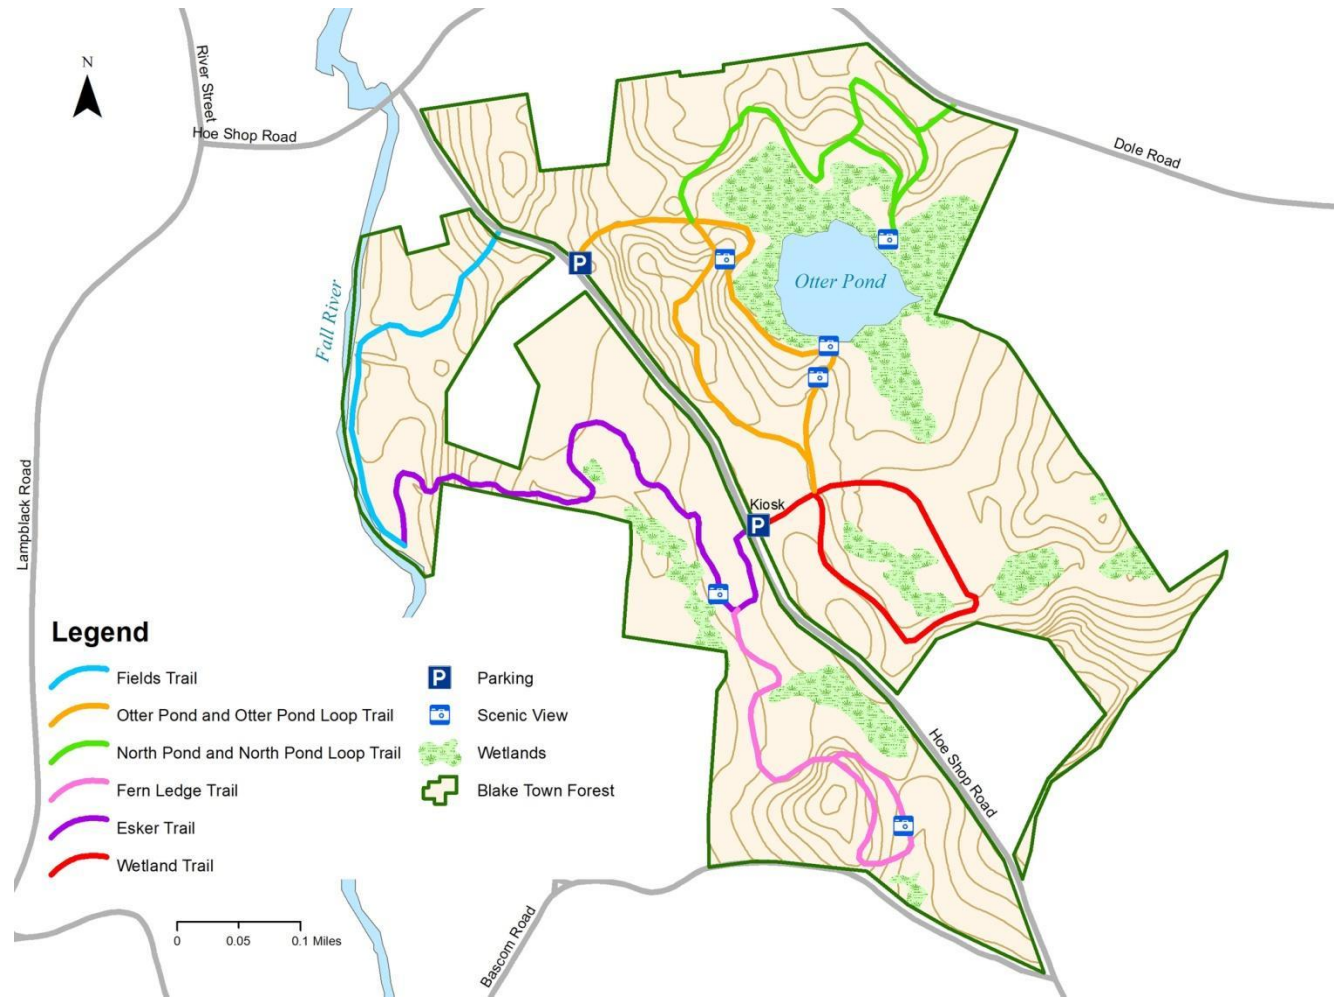 N
River Street
Hoe Shop Road
Dole Road
Fall River
Otter Pond
P
Kiosk
P
Lampblack Road
Hoe Shop Road
Bascom Road
Legend
Fields Trail
Otter Pond and Otter Pond Loop Trail
North Pond and North Pond Loop Trail
Fern Ledge Trail
Esker Trail
Wetland Trail
P Parking
Scenic View
Wetlands
Blake Town Forest
0 0.05 0.1 Miles